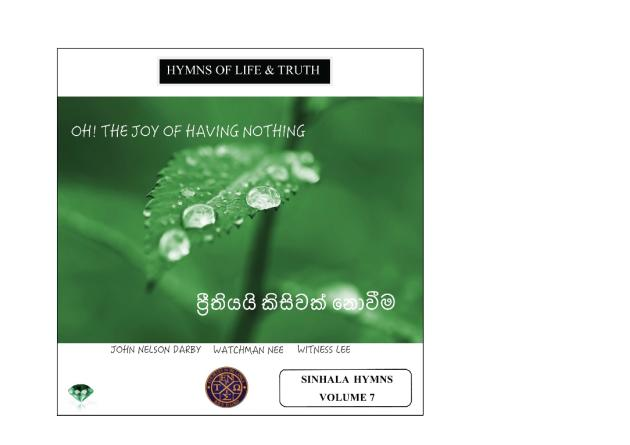 HYMNS OF LIFE & TRUTH
OH! THE JOY OF HAVING NOTHING
ප්‍රීතියයි කිසිවක් නොවීම
JOHN NELSON DARBY WATCHMAN NEE WITNESS LEE
SINHALA HYMNS
VOLUME 7